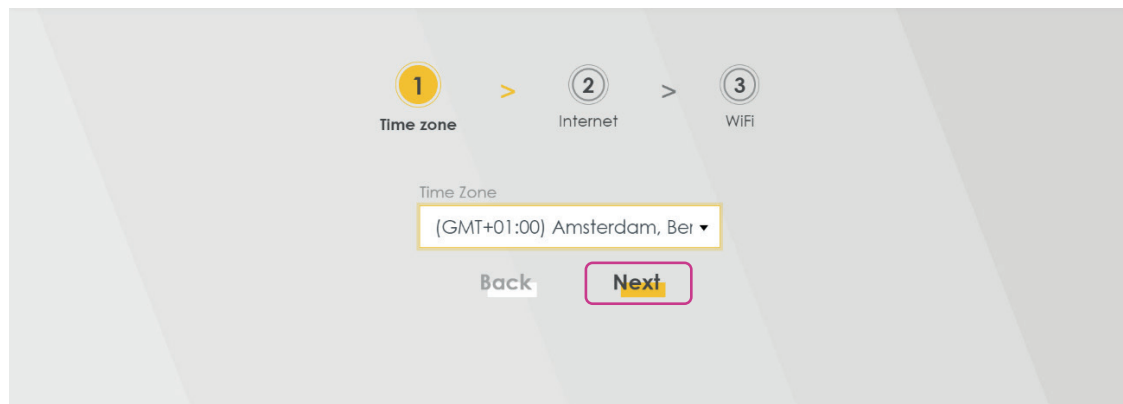 1 > 2 > 3
Time zone Internet WiFi
Time Zone
(GMT+01:00) Amsterdam, Ber
Back Next